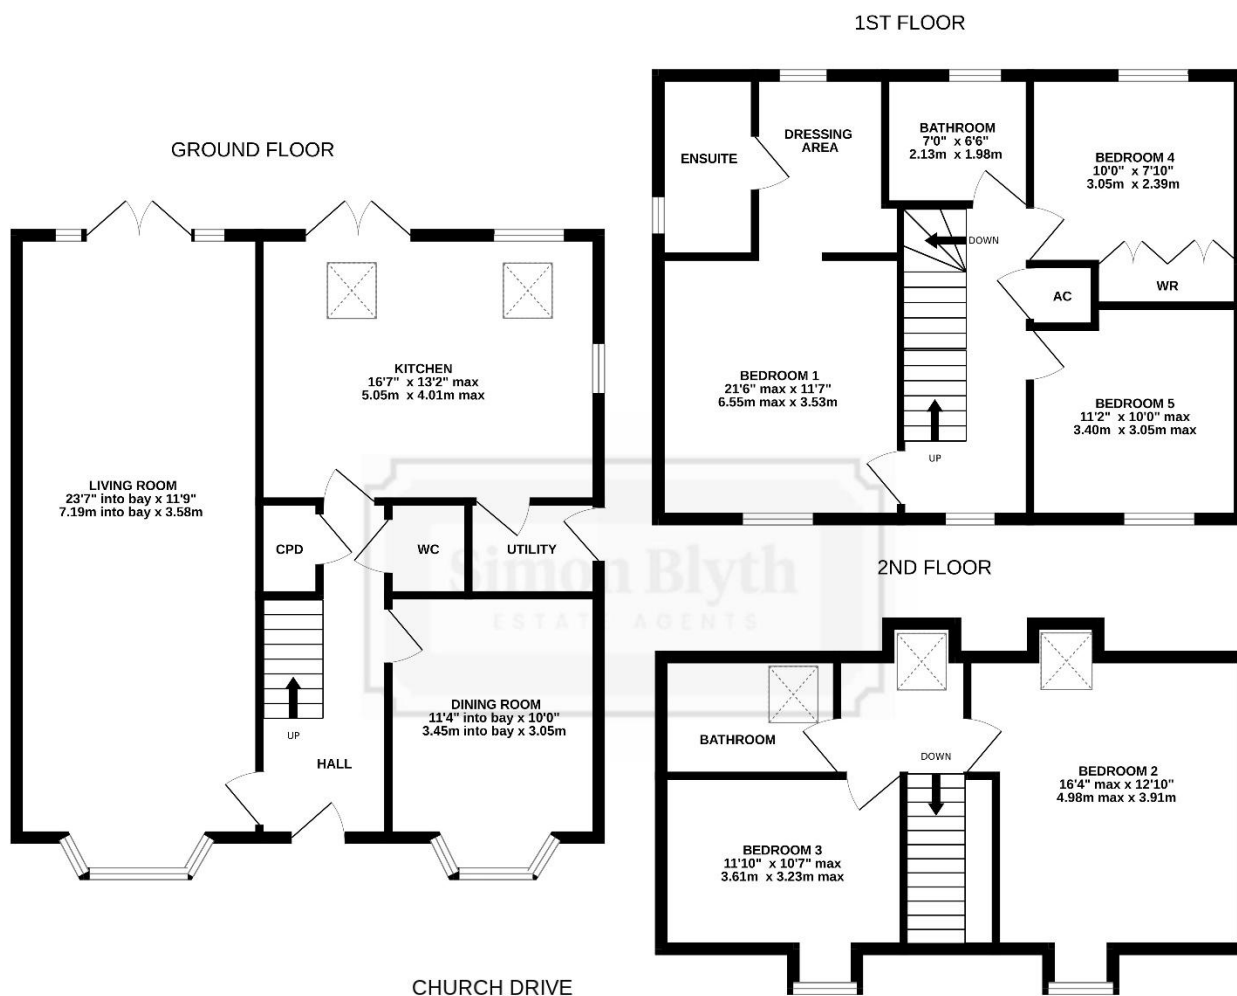 1ST FLOOR
GROUND FLOOR
ENSUITE
DRESSING
AREA
BATHROOM
7'0" x 6'6"
2.13m x 1.98m
BEDROOM 4
10'0" x 7'10"
3.05m x 2.39m
DOWN
AC
WR
BEDROOM 1
21'6" max x 11'7"
6.55m max x 3.53m
BEDROOM 5
11'2" x 10'0" max
3.40m x 3.05m max
UP
KITCHEN
16'7" x 13'2" max
5.05m x 4.01m max
LIVING ROOM
23'7" into bay x 11'9"
7.19m into bay x 3.58m
CPD
WC
UTILITY
Simon Blyth
ESTATE AGENTS
DINING ROOM
11'4" into bay x 10'0"
3.45m into bay x 3.05m
UP
HALL
2ND FLOOR
BATHROOM
DOWN
BEDROOM 2
16'4" max x 12'10"
4.98m max x 3.91m
BEDROOM 3
11'10" x 10'7" max
3.61m x 3.23m max
CHURCH DRIVE